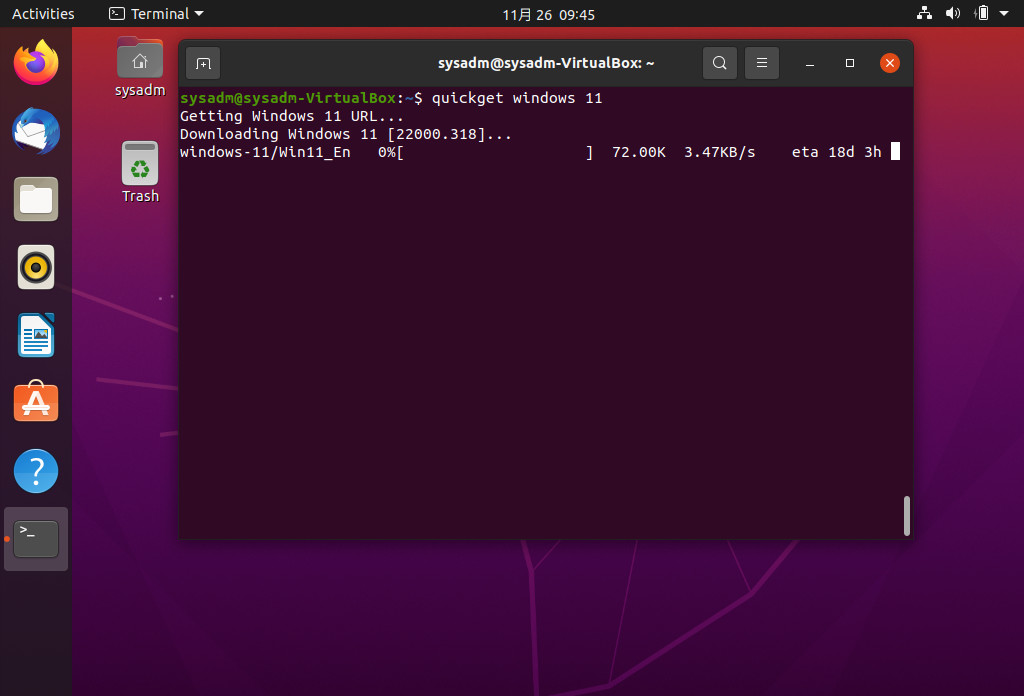 Activities
Terminal
11月 26 09:45
sysadm
Trash
sysadm@sysadm-VirtualBox: ~
sysadm@sysadm-VirtualBox:~$ quickget windows 11
Getting Windows 11 URL...
Downloading Windows 11 [22000.318]...
windows-11/Win11_En   0%[                    ]  72.00K  3.47KB/s    eta 18d 3h